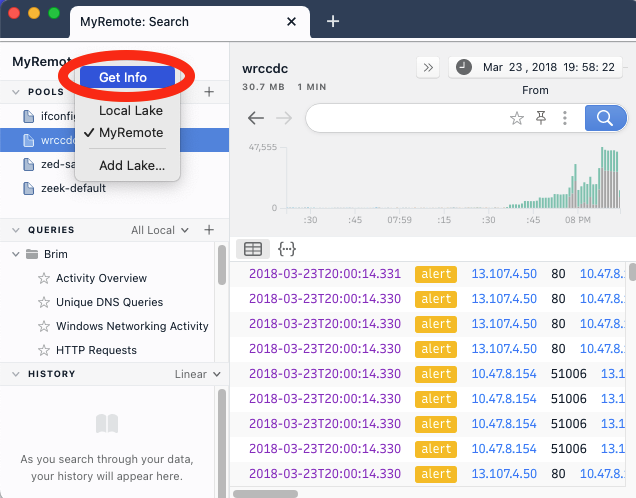 MyRemote: Search
MyRemote
Get Info
Local Lake
MyRemote
Add Lake...
POOLS
ifconfig
wrccdc
zed-sa
zeek-default
QUERIES All Local
Brim
Activity Overview
Unique DNS Queries
Windows Networking Activity
HTTP Requests
HISTORY Linear
As you search through your data,
your history will appear here.
wrccdc
30.7 MB 1 MIN
Mar 23 , 2018 19 : 58 : 22
From
47,555
0
:30 :45 07:59 :15 :30 :45 08 PM
2018-03-23T20:00:14.331 alert 13.107.4.50 80 10.47.8.
2018-03-23T20:00:14.330 alert 13.107.4.50 80 10.47.8.
2018-03-23T20:00:14.330 alert 13.107.4.50 80 10.47.8.
2018-03-23T20:00:14.330 alert 13.107.4.50 80 10.47.8.
2018-03-23T20:00:14.330 alert 10.47.8.154 51006 13.1
2018-03-23T20:00:14.330 alert 10.47.8.154 51006 13.1
2018-03-23T20:00:14.330 alert 10.47.8.154 51006 13.1
2018-03-23T20:00:14.330 alert 10.47.8.154 51006 13.1
2018-03-23T20:00:14.330 alert 13.107.4.50 80 10.47.8.